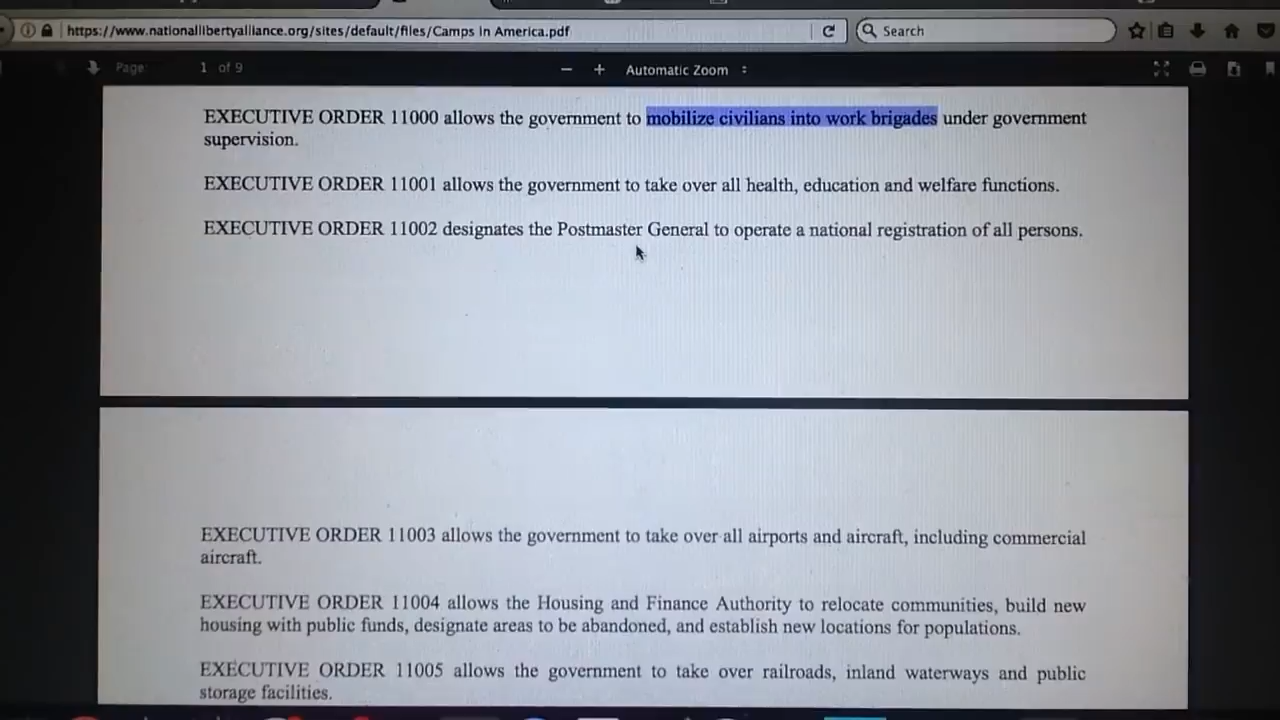 https://www.nationallibertyalliance.org/sites/default/files/Camps In America.pdf
Search
Page:
1 of 9
Automatic Zoom
EXECUTIVE ORDER 11000 allows the government to mobilize civilians into work brigades under government
supervision.
EXECUTIVE ORDER 11001 allows the government to take over all health, education and welfare functions.
EXECUTIVE ORDER 11002 designates the Postmaster General to operate a national registration of all persons.
EXECUTIVE ORDER 11003 allows the government to take over all airports and aircraft, including commercial
aircraft.
EXECUTIVE ORDER 11004 allows the Housing and Finance Authority to relocate communities, build new
housing with public funds, designate areas to be abandoned, and establish new locations for populations.
EXECUTIVE ORDER 11005 allows the government to take over railroads, inland waterways and public
storage facilities.